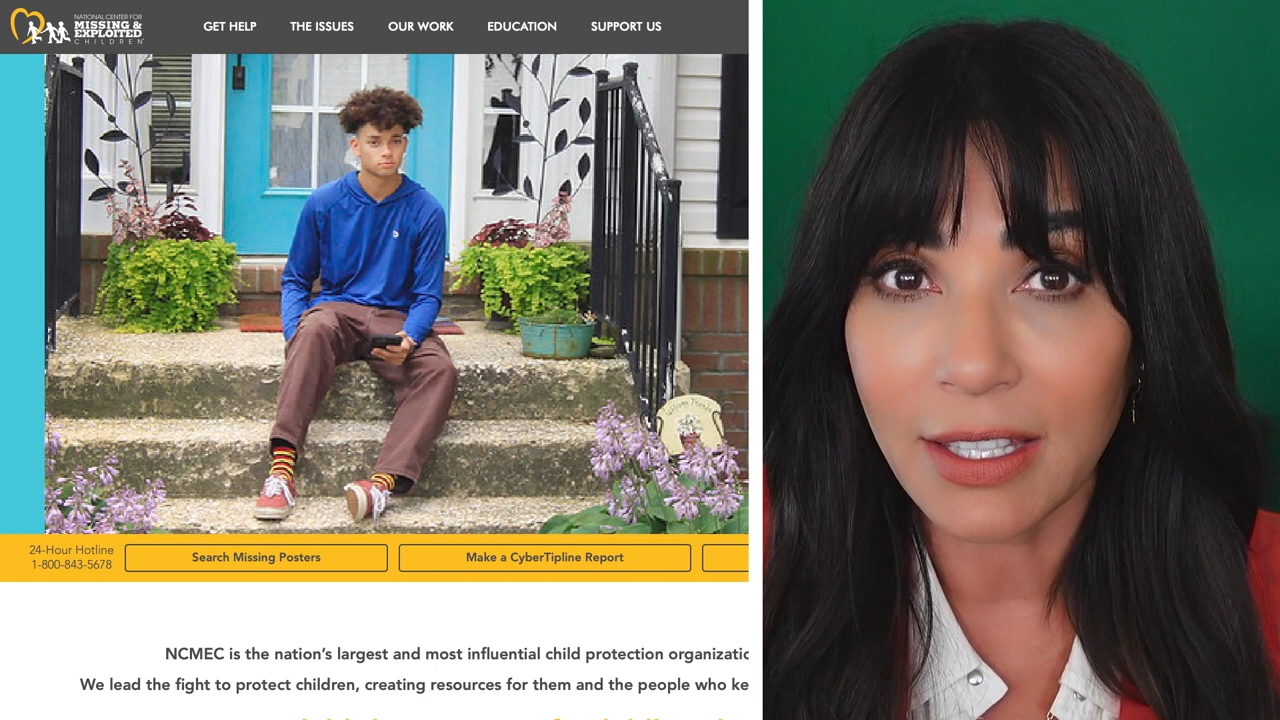 NATIONAL CENTER FOR
MISSING &
EXPLOITED
CHILDREN
GET HELP THE ISSUES OUR WORK EDUCATION SUPPORT US
24-Hour Hotline
1-800-843-5678
Search Missing Posters
Make a CyberTipline Report
NCMEC is the nation’s largest and most influential child protection
We lead the fight to protect children, creating resources for them and the people who